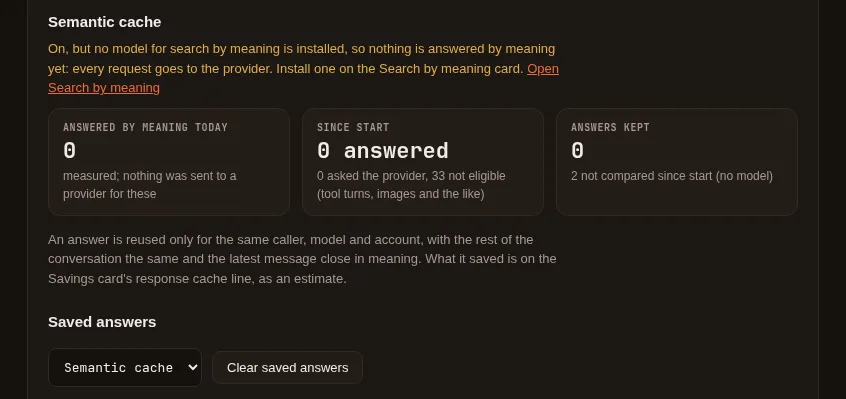 Semantic cache
On, but no model for search by meaning is installed, so nothing is answered by meaning
yet: every request goes to the provider. Install one on the Search by meaning card. Open
Search by meaning
ANSWERED BY MEANING TODAY
0
measured; nothing was sent to a
provider for these
SINCE START
0 answered
0 asked the provider, 33 not eligible
(tool turns, images and the like)
ANSWERS KEPT
0
2 not compared since start (no model)
An answer is reused only for the same caller, model and account, with the rest of the
conversation the same and the latest message close in meaning. What it saved is on the
Savings card's response cache line, as an estimate.
Saved answers
Semantic cache
Clear saved answers